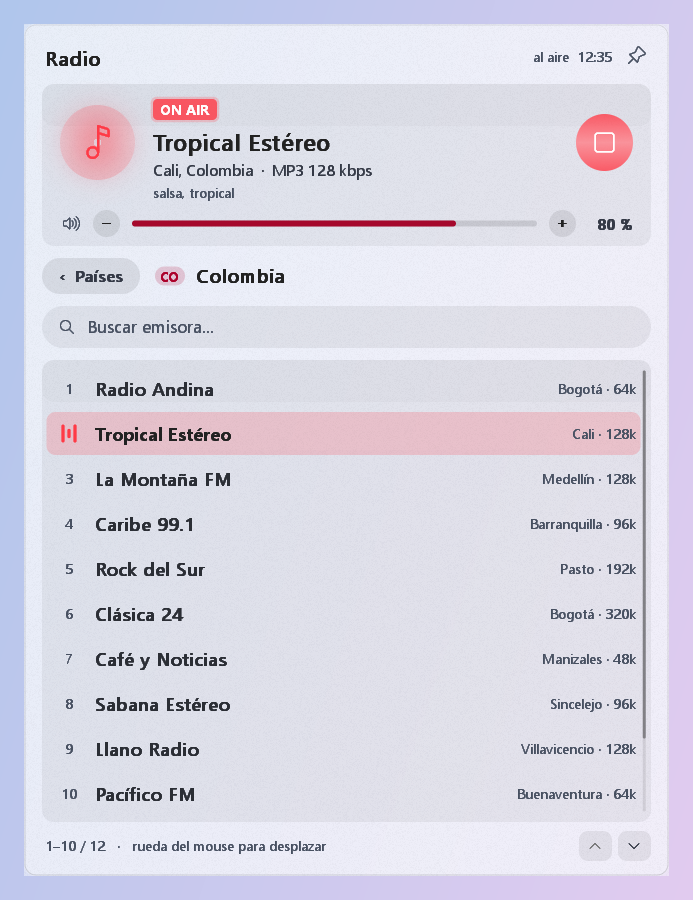 Radio
al aire 12:35
ON AIR
Tropical Estéreo
Cali, Colombia · MP3 128 kbps
salsa, tropical
− + 80 %
‹ Países CO Colombia
Buscar emisora...
1 Radio Andina Bogotá · 64k
Tropical Estéreo Cali · 128k
3 La Montaña FM Medellín · 128k
4 Caribe 99.1 Barranquilla · 96k
5 Rock del Sur Pasto · 192k
6 Clásica 24 Bogotá · 320k
7 Café y Noticias Manizales · 48k
8 Sabana Estéreo Sincelejo · 96k
9 Llano Radio Villavicencio · 128k
10 Pacífico FM Buenaventura · 64k
1–10 / 12 · rueda del mouse para desplazar